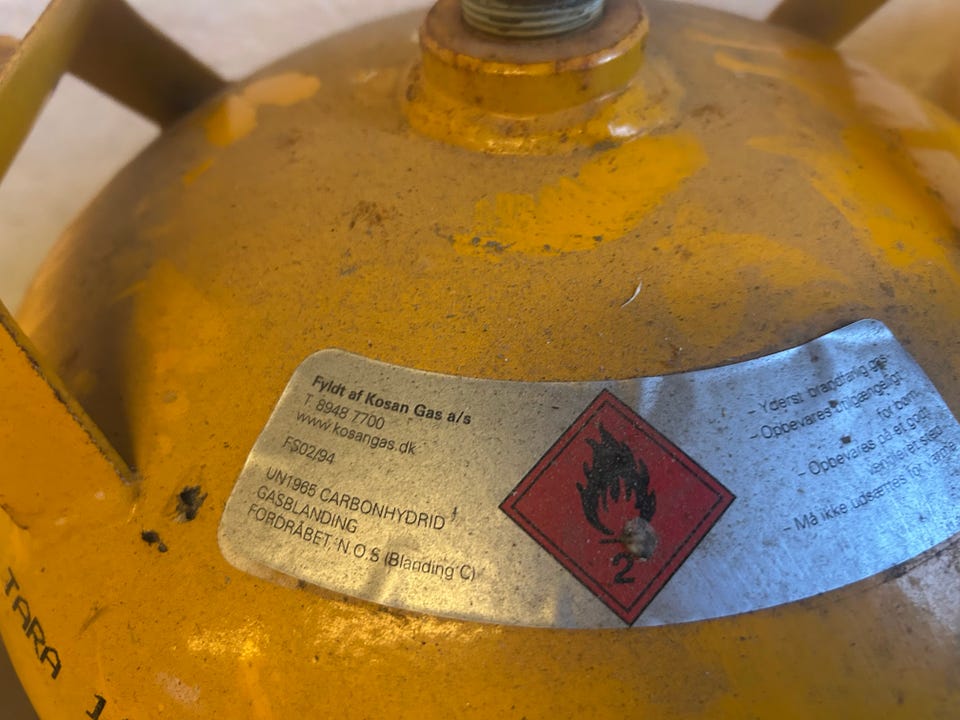 Fyldt af Kosan Gas a/s
T. 8948 7700
www.kosangas.dk
FS02/94
UN1965 CARBONHYDRID
GASBLANDING
FORDRÅBET, N.O.S (Blanding C)
2
- Yderst brandfarlig gas.
- Opbevares utilgængeligt
for børn.
- Opbevares på et godt
ventileret sted.
- Må ikke udsættes for varme
TARA
1